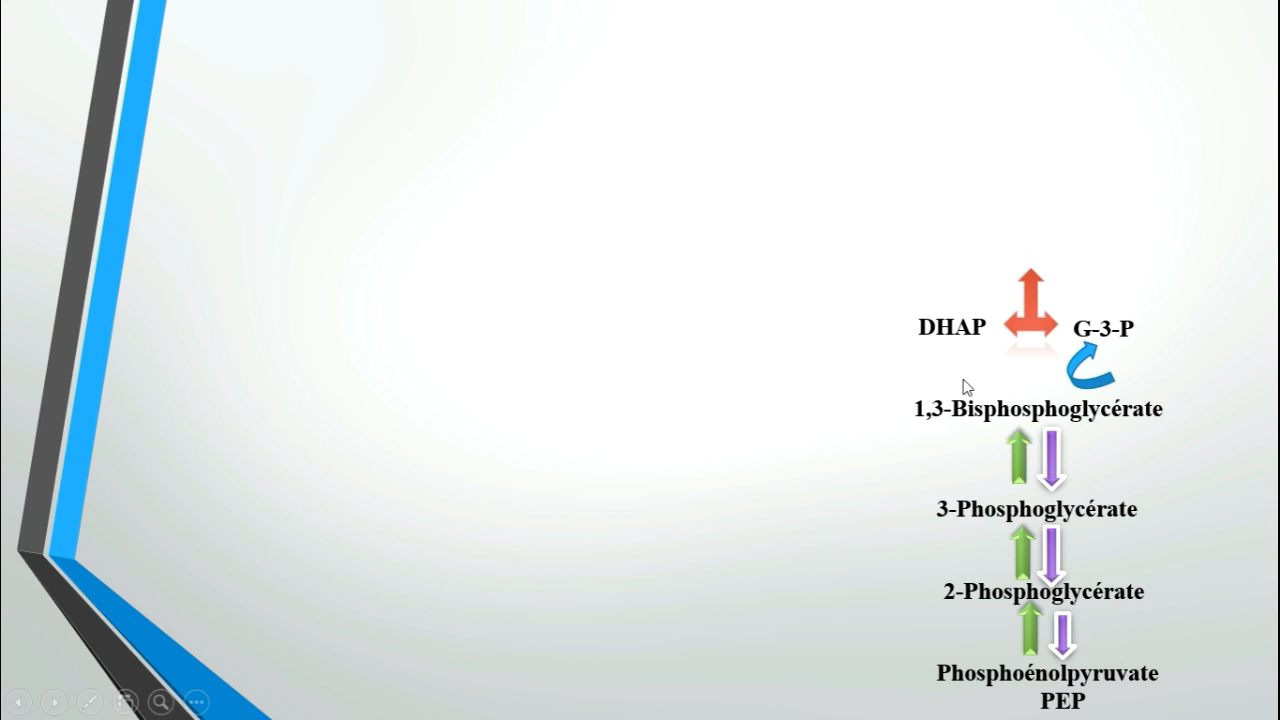 DHAP G-3-P
1,3-Bisphosphoglycérate
3-Phosphoglycérate
2-Phosphoglycérate
Phosphoénolpyruvate
PEP